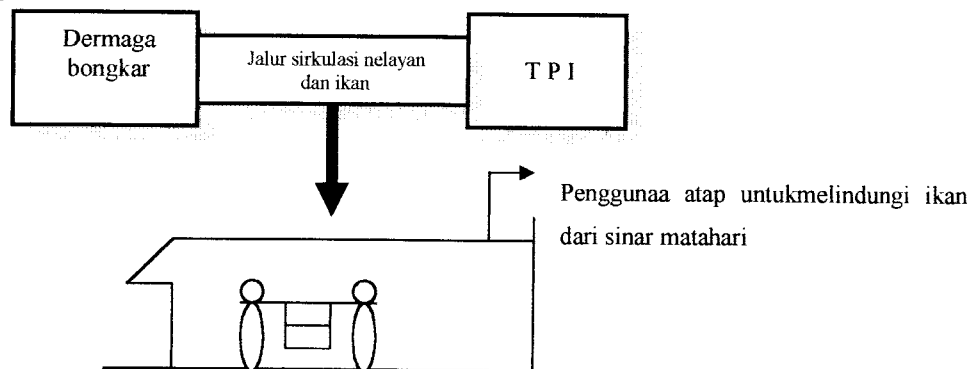 Dermaga
bongkar
Jalur sirkulasi nelayan
dan ikan
T P I
Penggunaa atap untukmelindungi ikan
dari sinar matahari